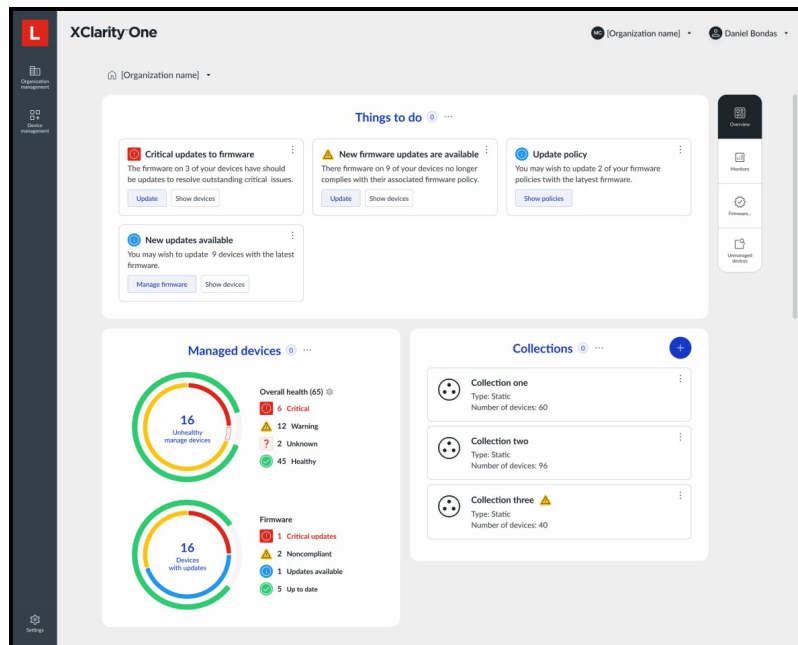 L
XClarity One
MC [Organization name]
Daniel Bondas
Organization
management
Device
management
Settings
[Organization name]
Things to do 0 ...
Critical updates to firmware
The firmware on 3 of your devices have should
be updates to resolve outstanding critical issues.
Update
Show devices
New firmware updates are available
There firmware on 9 of your devices no longer
complies with their associated firmware policy.
Update
Show devices
Update policy
You may wish to update 2 of your firmware
policies twith the latyest firmware.
Show policies
New updates available
You may wish to update 9 devices with the latest
firmware.
Manage firmware
Show devices
Overview
Monitors
Firmware...
Unmanaged
devices
Managed devices 0 ...
16
Unhealthy
manage devices
Overall health (65)
6 Critical
12 Warning
? 2 Unknown
45 Healthy
16
Devices
with updates
Firmware
1 Critical updates
2 Noncompliant
1 Updates available
5 Up to date
Collections 0 ...
+
Collection one
Type: Static
Number of devices: 60
Collection two
Type: Static
Number of devices: 96
Collection three
Type: Static
Number of devices: 40